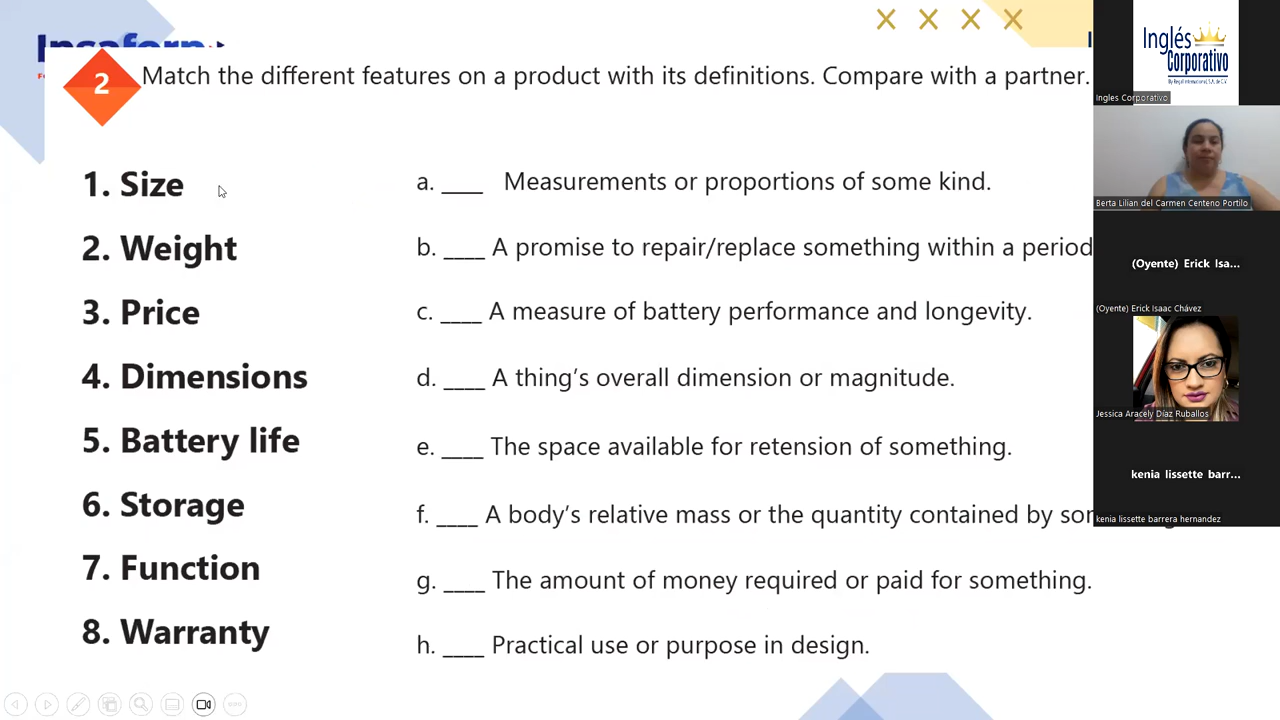 Insaforp
2
Match the different features on a product with its definitions. Compare with a partner.
1. Size
a. ____ Measurements or proportions of some kind.
2. Weight
b. ____ A promise to repair/replace something within a period
3. Price
c. ____ A measure of battery performance and longevity.
4. Dimensions
d. ____ A thing's overall dimension or magnitude.
5. Battery life
e. ____ The space available for retension of something.
6. Storage
f. ____ A body's relative mass or the quantity contained by
7. Function
g. ____ The amount of money required or paid for something.
8. Warranty
h. ____ Practical use or purpose in design.
Inglés
Corporativo
Ingles Corporativo
Berta Lilian del Carmen Centeno Portilo
(Oyente) Erick Isa...
(Oyente) Erick Isaac Chávez
Jessica Aracely Díaz Ruballos
kenia lissette barr...
kenia lissette barrera hernandez